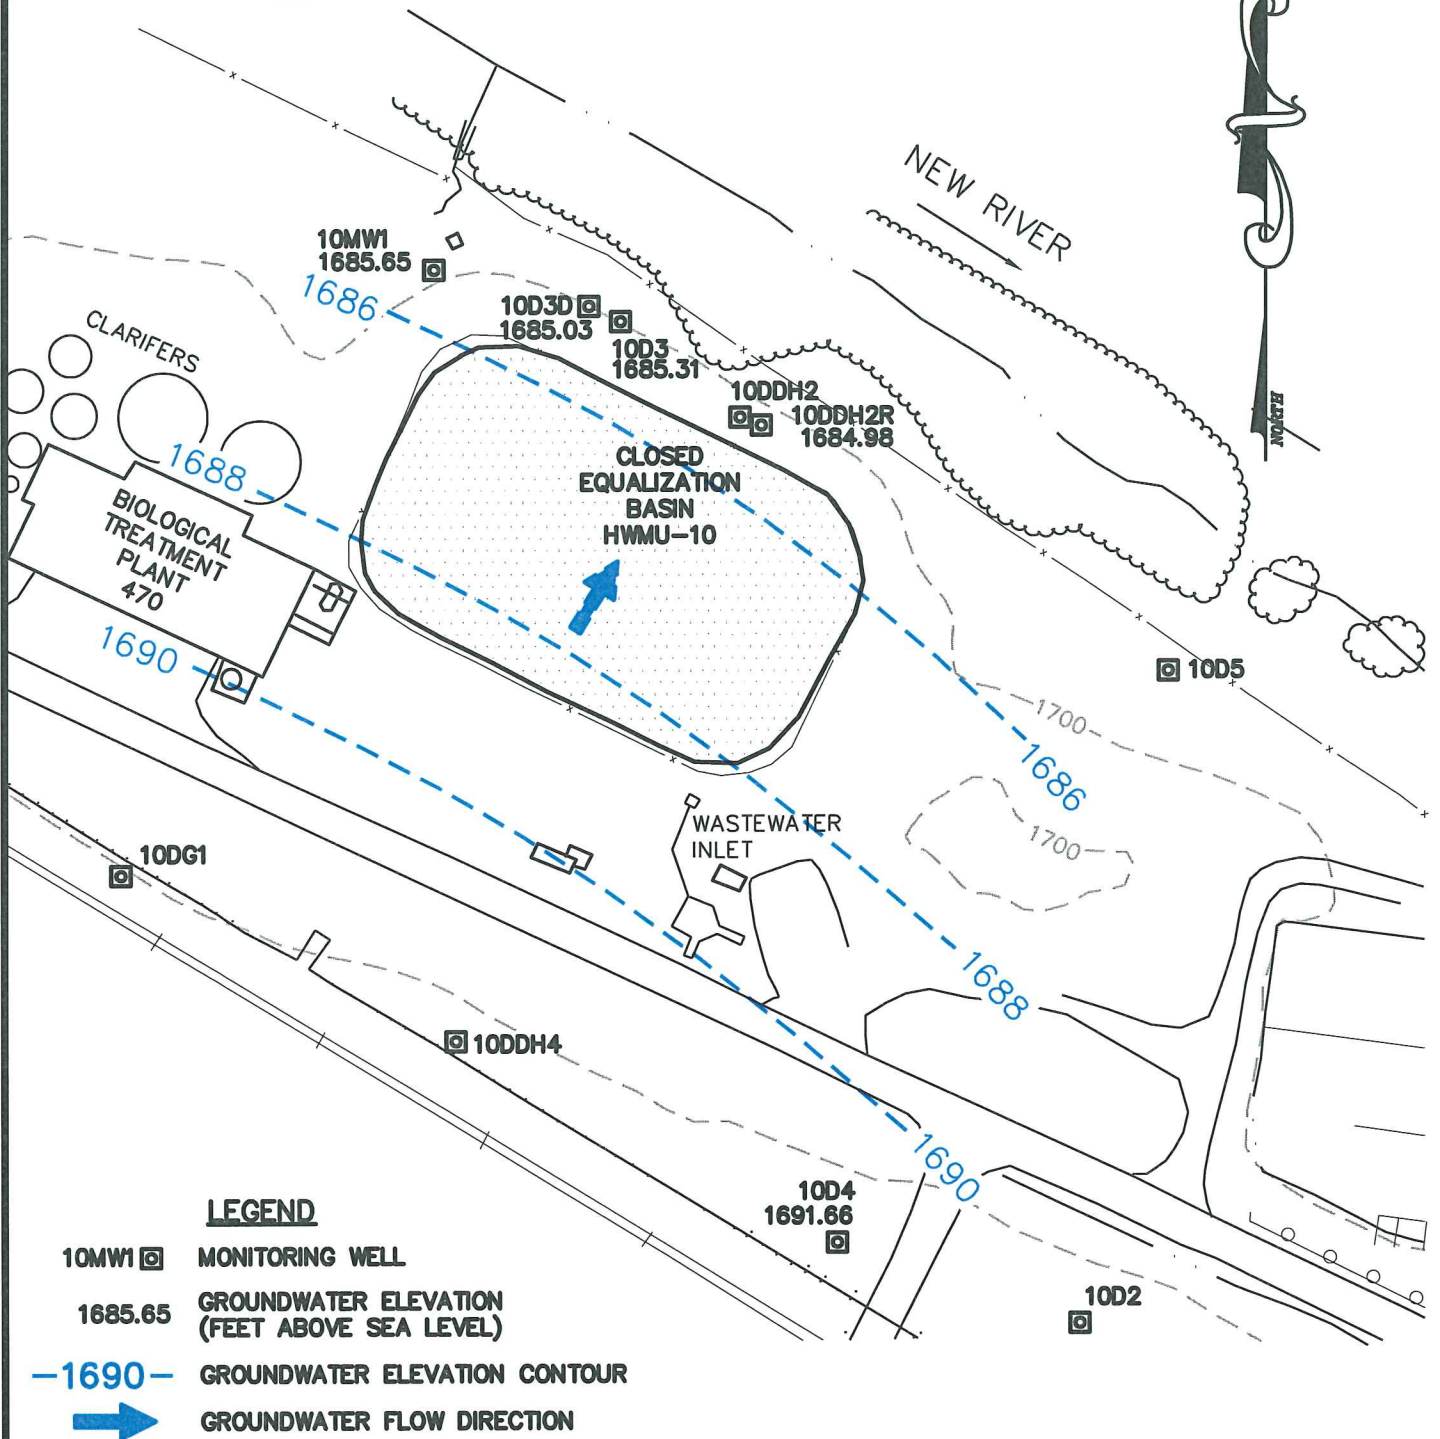 NEW RIVER
NORTH
10MW1
1685.65
1686
10D3D
1685.03
10D3
1685.31
CLARIFERS
10DDH2
10DDH2R
1684.98
1688
CLOSED
EQUALIZATION
BASIN
HWMU-10
BIOLOGICAL
TREATMENT
PLANT
470
1690
10D5
1700
1686
WASTEWATER
INLET
1700
10DG1
1688
10DDH4
1690
10D4
1691.66
10D2
LEGEND
10MW1 MONITORING WELL
1685.65 GROUNDWATER ELEVATION
(FEET ABOVE SEA LEVEL)
-1690- GROUNDWATER ELEVATION CONTOUR
GROUNDWATER FLOW DIRECTION